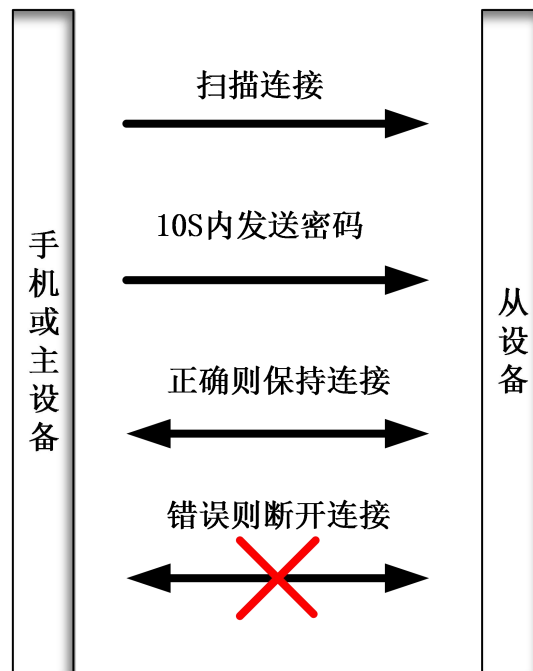 扫描连接
10S内发送密码
手机或主设备
从设备
正确则保持连接
错误则断开连接